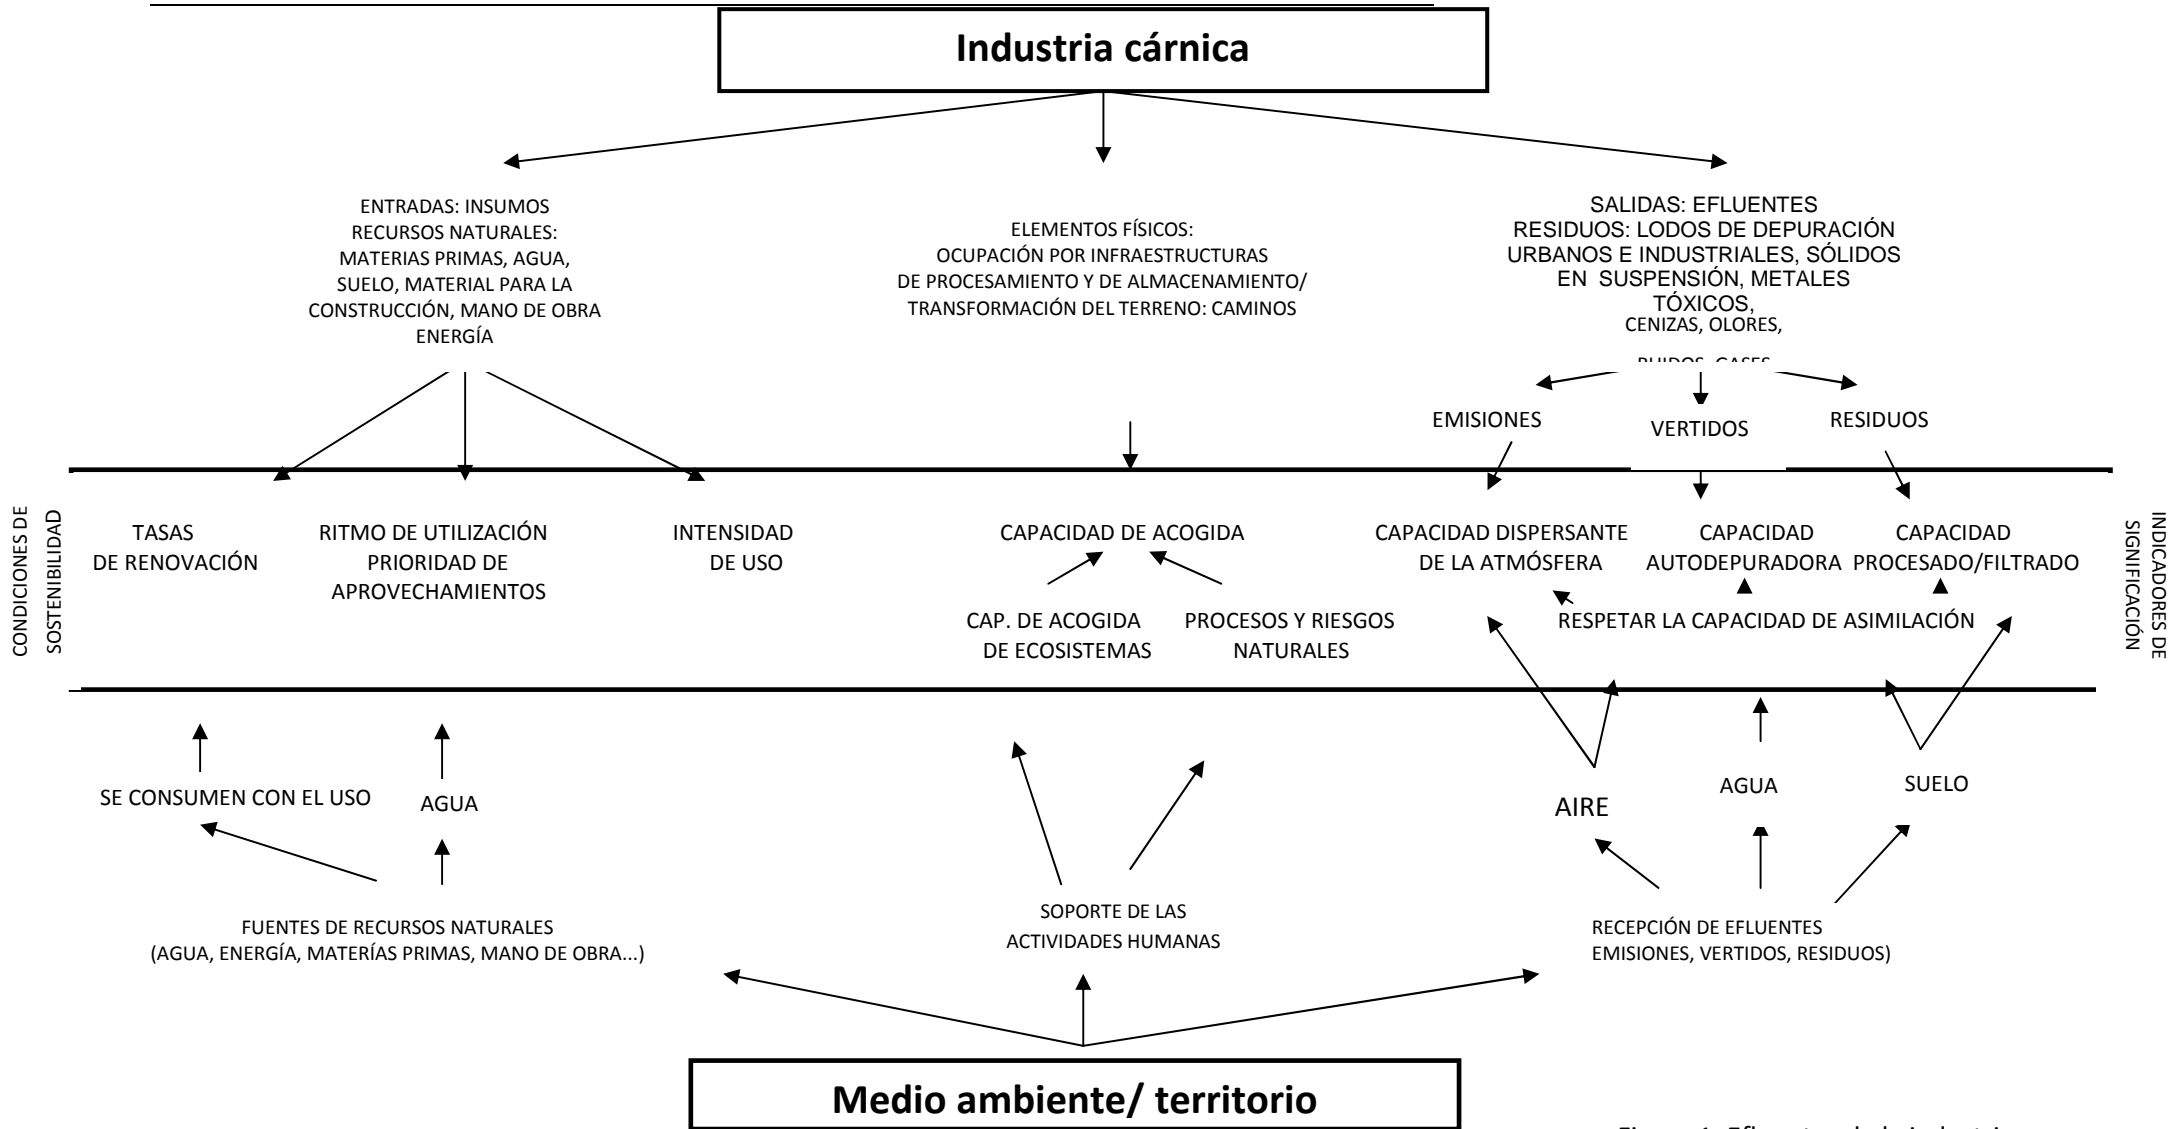 Industria cárnica
ENTRADAS: INSUMOS
RECURSOS NATURALES:
MATERIAS PRIMAS, AGUA,
SUELO, MATERIAL PARA LA
CONSTRUCCIÓN, MANO DE OBRA
ENERGÍA
ELEMENTOS FÍSICOS:
OCUPACIÓN POR INFRAESTRUCTURAS
DE PROCESAMIENTO Y DE ALMACENAMIENTO/
TRANSFORMACIÓN DEL TERRENO: CAMINOS
SALIDAS: EFLUENTES
RESIDUOS: LODOS DE DEPURACIÓN
URBANOS E INDUSTRIALES, SÓLIDOS
EN SUSPENSIÓN, METALES
TÓXICOS,
CENIZAS, OLORES,
RUIDOS, GASES
EMISIONES
VERTIDOS
RESIDUOS
CONDICIONES DE
SOSTENIBILIDAD
TASAS
DE RENOVACIÓN
RITMO DE UTILIZACIÓN
PRIORIDAD DE
APROVECHAMIENTOS
INTENSIDAD
DE USO
CAPACIDAD DE ACOGIDA
CAP. DE ACOGIDA
DE ECOSISTEMAS
PROCESOS Y RIESGOS
NATURALES
CAPACIDAD DISPERSANTE
DE LA ATMÓSFERA
CAPACIDAD
AUTODEPURADORA
CAPACIDAD
PROCESADO/FILTRADO
RESPETAR LA CAPACIDAD DE ASIMILACIÓN
INDICADORES DE
SIGNIFICACIÓN
SE CONSUMEN CON EL USO
AGUA
AIRE
AGUA
SUELO
FUENTES DE RECURSOS NATURALES
(AGUA, ENERGÍA, MATERÍAS PRIMAS, MANO DE OBRA...)
SOPORTE DE LAS
ACTIVIDADES HUMANAS
RECEPCIÓN DE EFLUENTES
EMISIONES, VERTIDOS, RESIDUOS)
Medio ambiente/ territorio